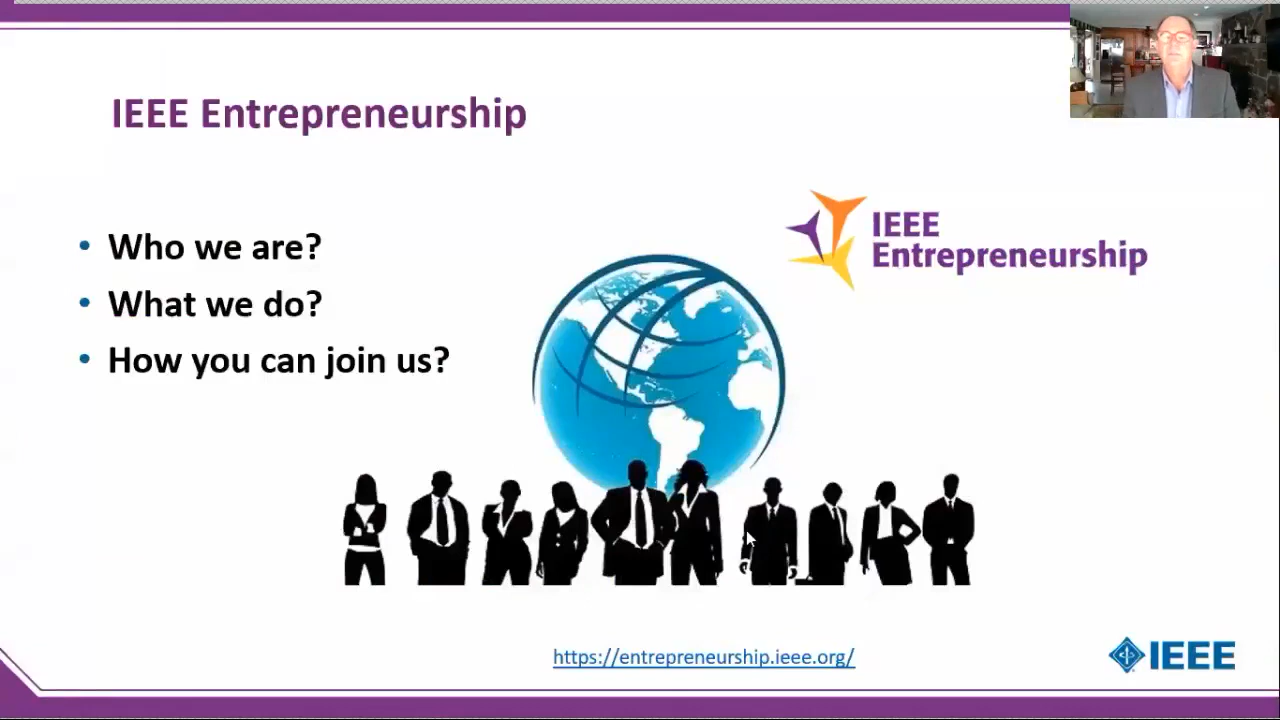 IEEE Entrepreneurship
• Who we are?
• What we do?
• How you can join us?
IEEE
Entrepreneurship
https://entrepreneurship.ieee.org/
IEEE